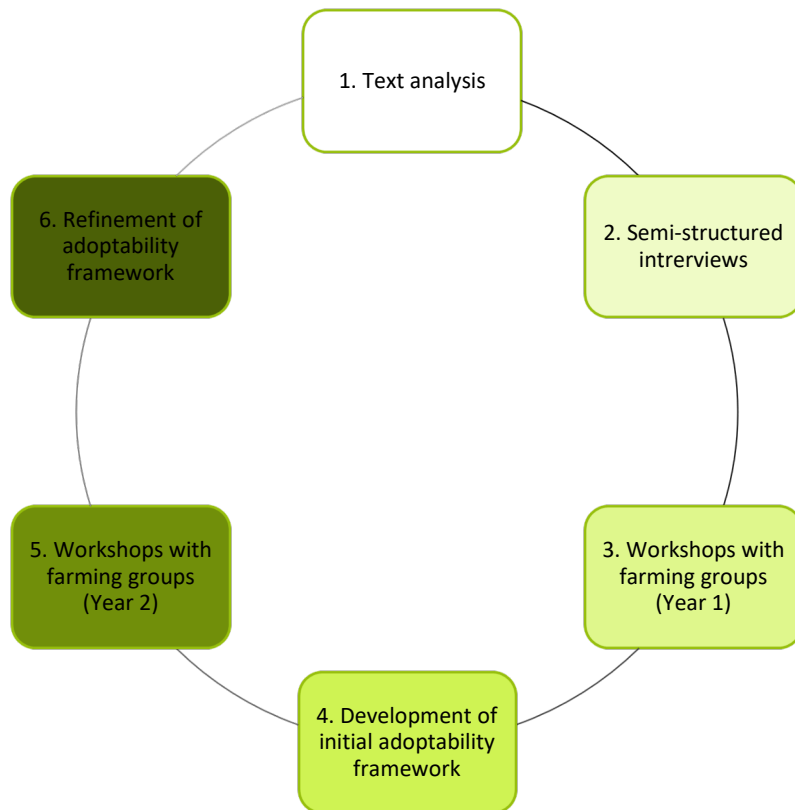 1. Text analysis
2. Semi-structured
intrerviews
3. Workshops with
farming groups
(Year 1)
4. Development of
initial adoptability
framework
5. Workshops with
farming groups
(Year 2)
6. Refinement of
adoptability
framework